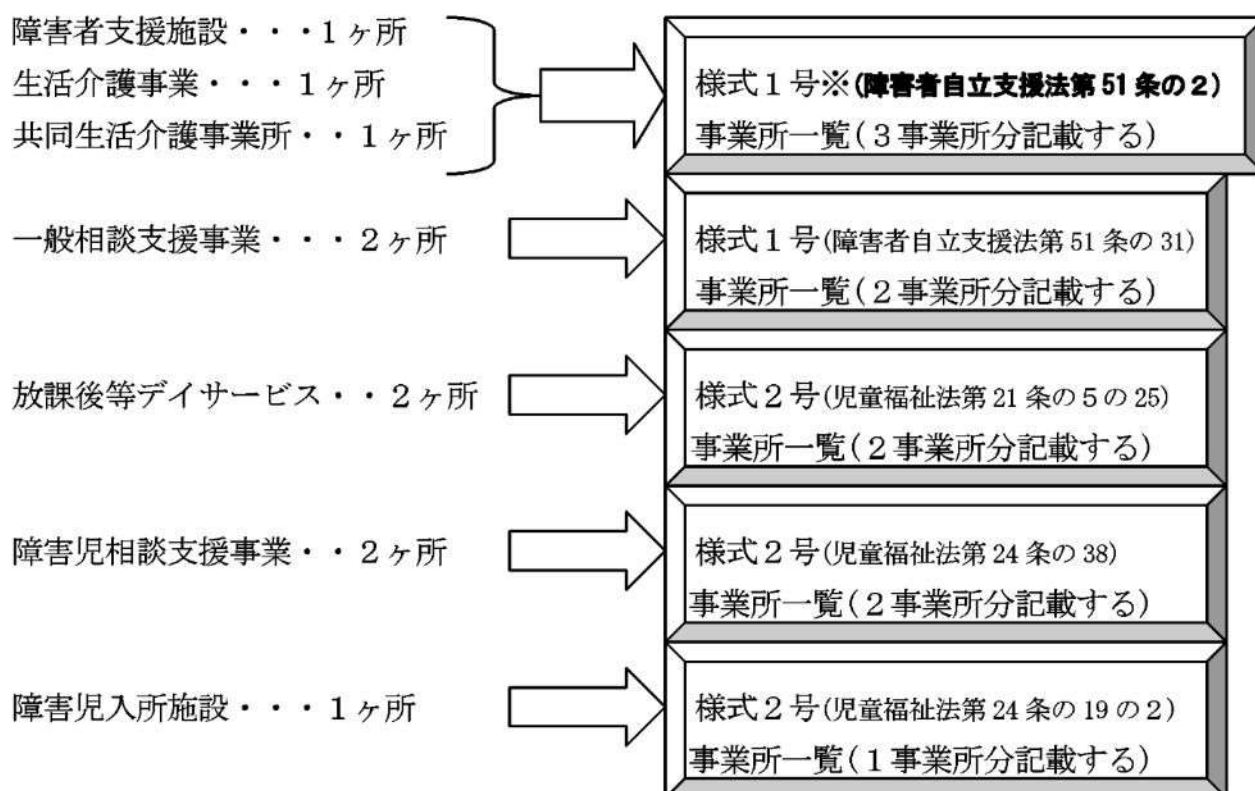 障害者支援施設・・・1ヶ所
生活介護事業・・・1ヶ所
共同生活介護事業所・・1ヶ所
様式1号※(障害者自立支援法第51条の2)
事業所一覧(3事業所分記載する)
一般相談支援事業・・・2ヶ所
様式1号(障害者自立支援法第51条の31)
事業所一覧(2事業所分記載する)
放課後等デイサービス・・2ヶ所
様式2号(児童福祉法第21条の5の25)
事業所一覧(2事業所分記載する)
障害児相談支援事業・・2ヶ所
様式2号(児童福祉法第24条の38)
事業所一覧(2事業所分記載する)
障害児入所施設・・・1ヶ所
様式2号(児童福祉法第24条の19の2)
事業所一覧(1事業所分記載する)